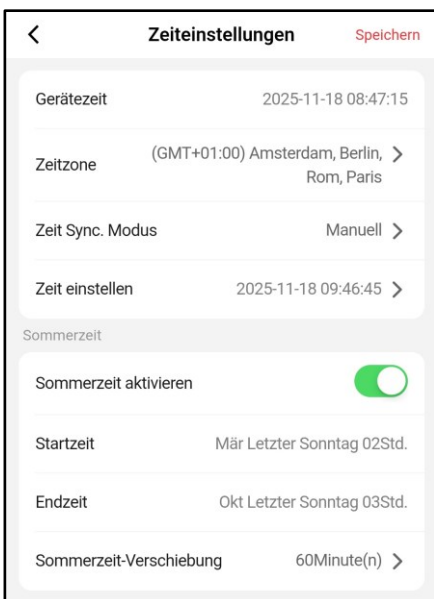 Zeiteinstellungen Speichern
Gerätezeit 2025-11-18 08:47:15
Zeitzone (GMT+01:00) Amsterdam, Berlin,
Rom, Paris
Zeit Sync. Modus Manuell
Zeit einstellen 2025-11-18 09:46:45
Sommerzeit
Sommerzeit aktivieren
Startzeit Mär Letzter Sonntag 02Std.
Endzeit Okt Letzter Sonntag 03Std.
Sommerzeit-Verschiebung 60Minute(n)